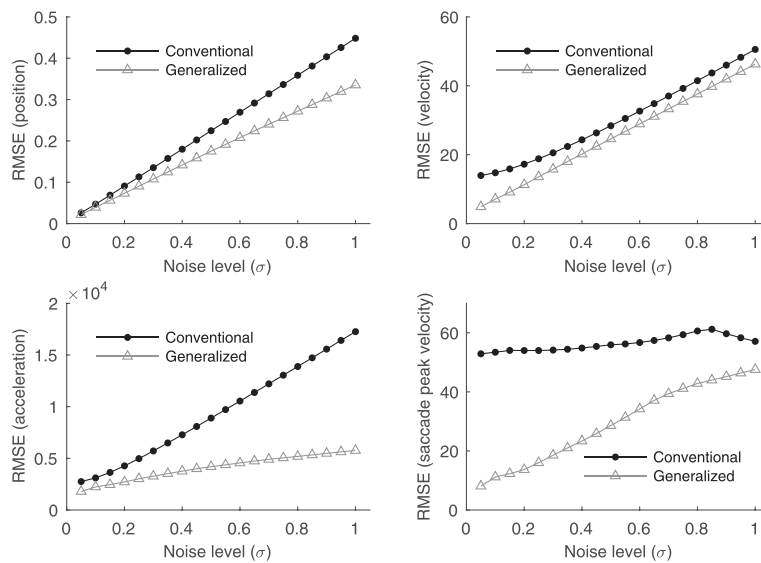 RMSE (position)
0.5
0.4
0.3
0.2
0.1
0
Conventional
Generalized
0 0.2 0.4 0.6 0.8 1
Noise level (σ)
RMSE (velocity)
60
40
20
0
Conventional
Generalized
0 0.2 0.4 0.6 0.8 1
Noise level (σ)
RMSE (acceleration)
× 10^4
2
1.5
1
0.5
0
Conventional
Generalized
0 0.2 0.4 0.6 0.8 1
Noise level (σ)
RMSE (saccade peak velocity)
60
40
20
0
Conventional
Generalized
0 0.2 0.4 0.6 0.8 1
Noise level (σ)